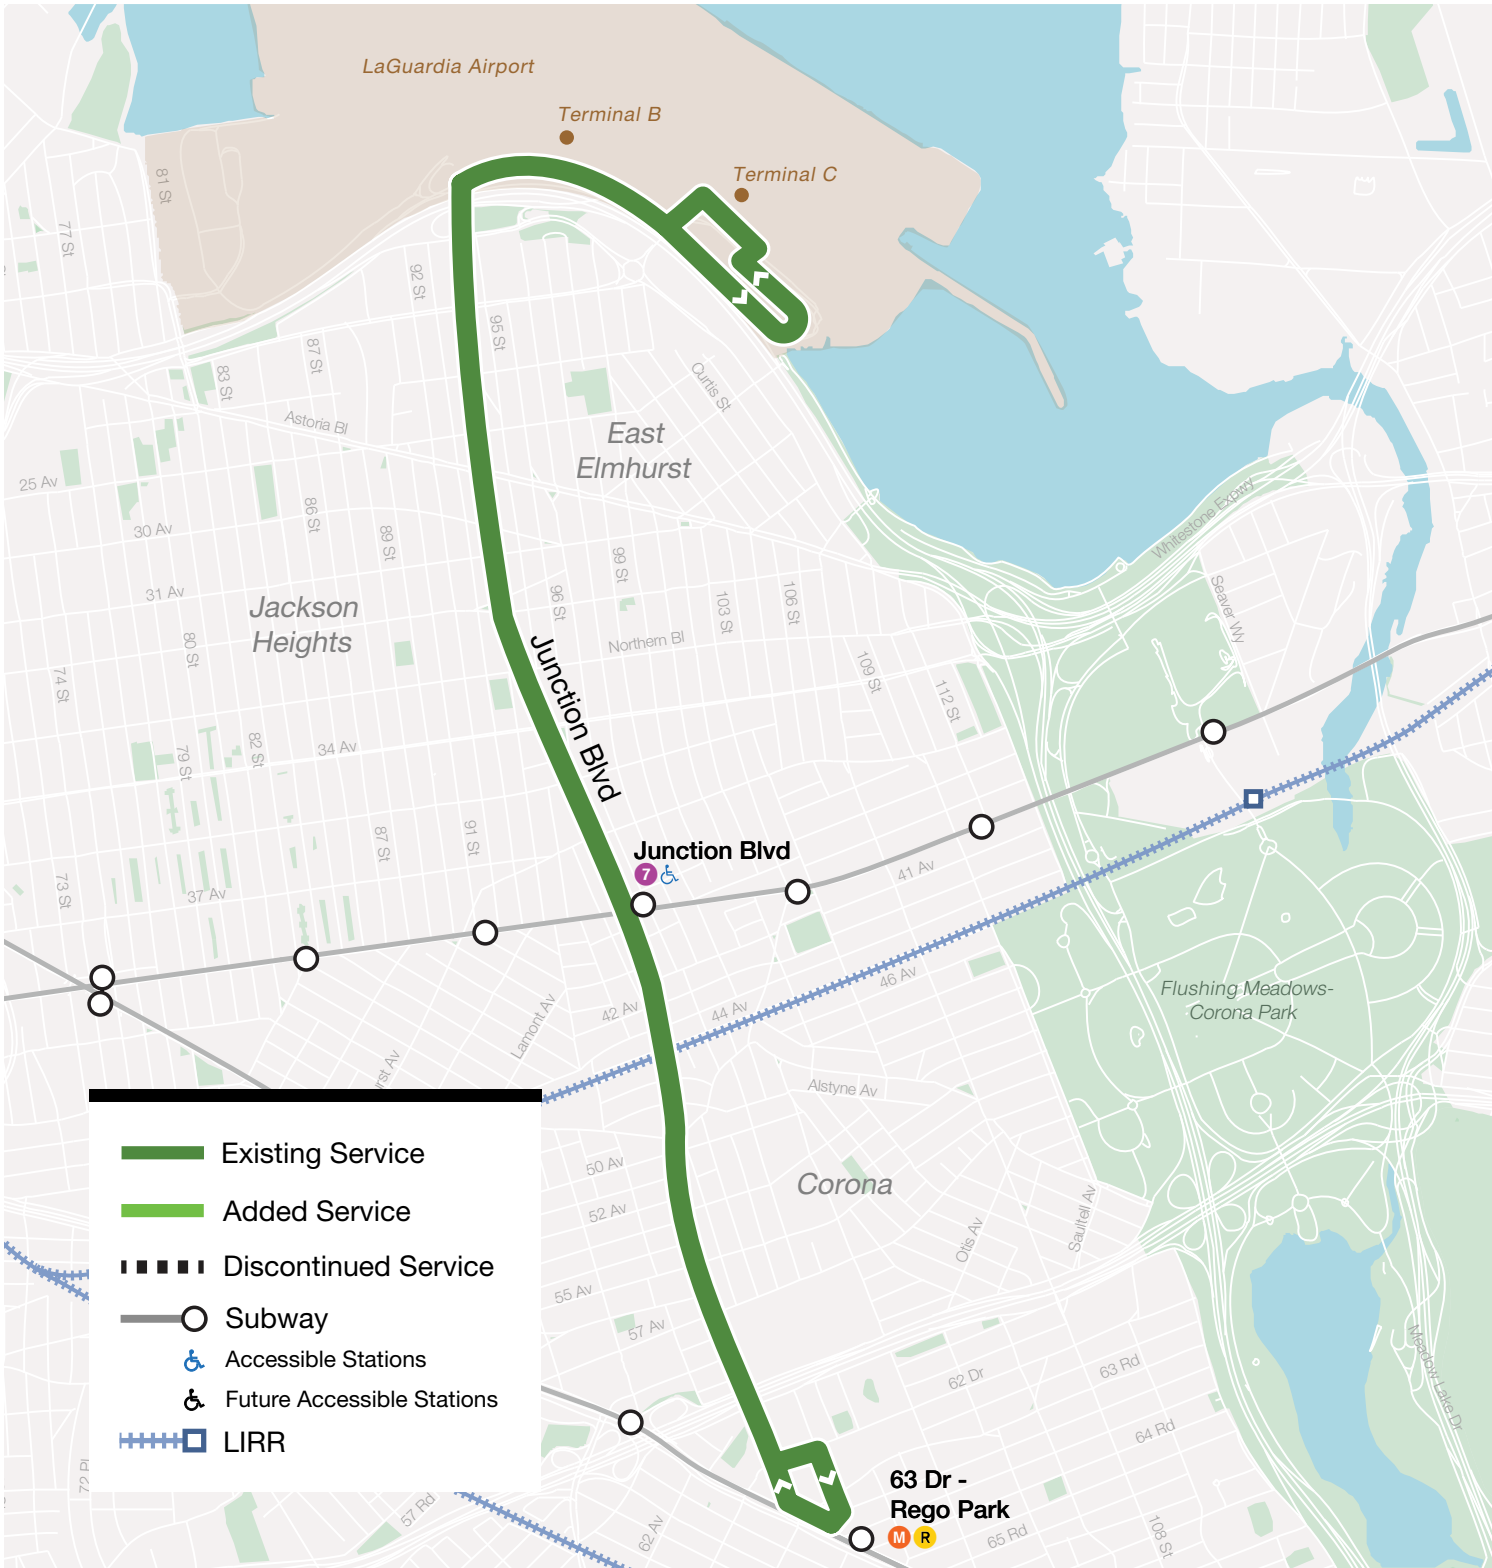 LaGuardia Airport
Terminal B
Terminal C
81 St
77 St
92 St
95 St
87 St
83 St
Curtis St
Astoria Bl
East
Elmhurst
25 Av
86 St
30 Av
89 St
Whitestone Expwy
99 St
31 Av
Jackson
Heights
96 St
103 St
106 St
Seaver Wy
80 St
Northern Bl
Junction Blvd
109 St
74 St
112 St
79 St
82 St
34 Av
87 St
91 St
Junction Blvd
7
41 Av
73 St
37 Av
46 Av
Flushing Meadows-
Corona Park
42 Av
44 Av
Lamont Av
rst Av
Alstyne Av
Existing Service
Added Service
Discontinued Service
Subway
Accessible Stations
Future Accessible Stations
LIRR
50 Av
Corona
52 Av
Otis Av
Saultell Av
55 Av
57 Av
62 Dr
63 Rd
Meadow Lake Dr
64 Rd
72 Pl
57 Rd
62 Av
63 Dr -
Rego Park
M R
65 Rd
108 St